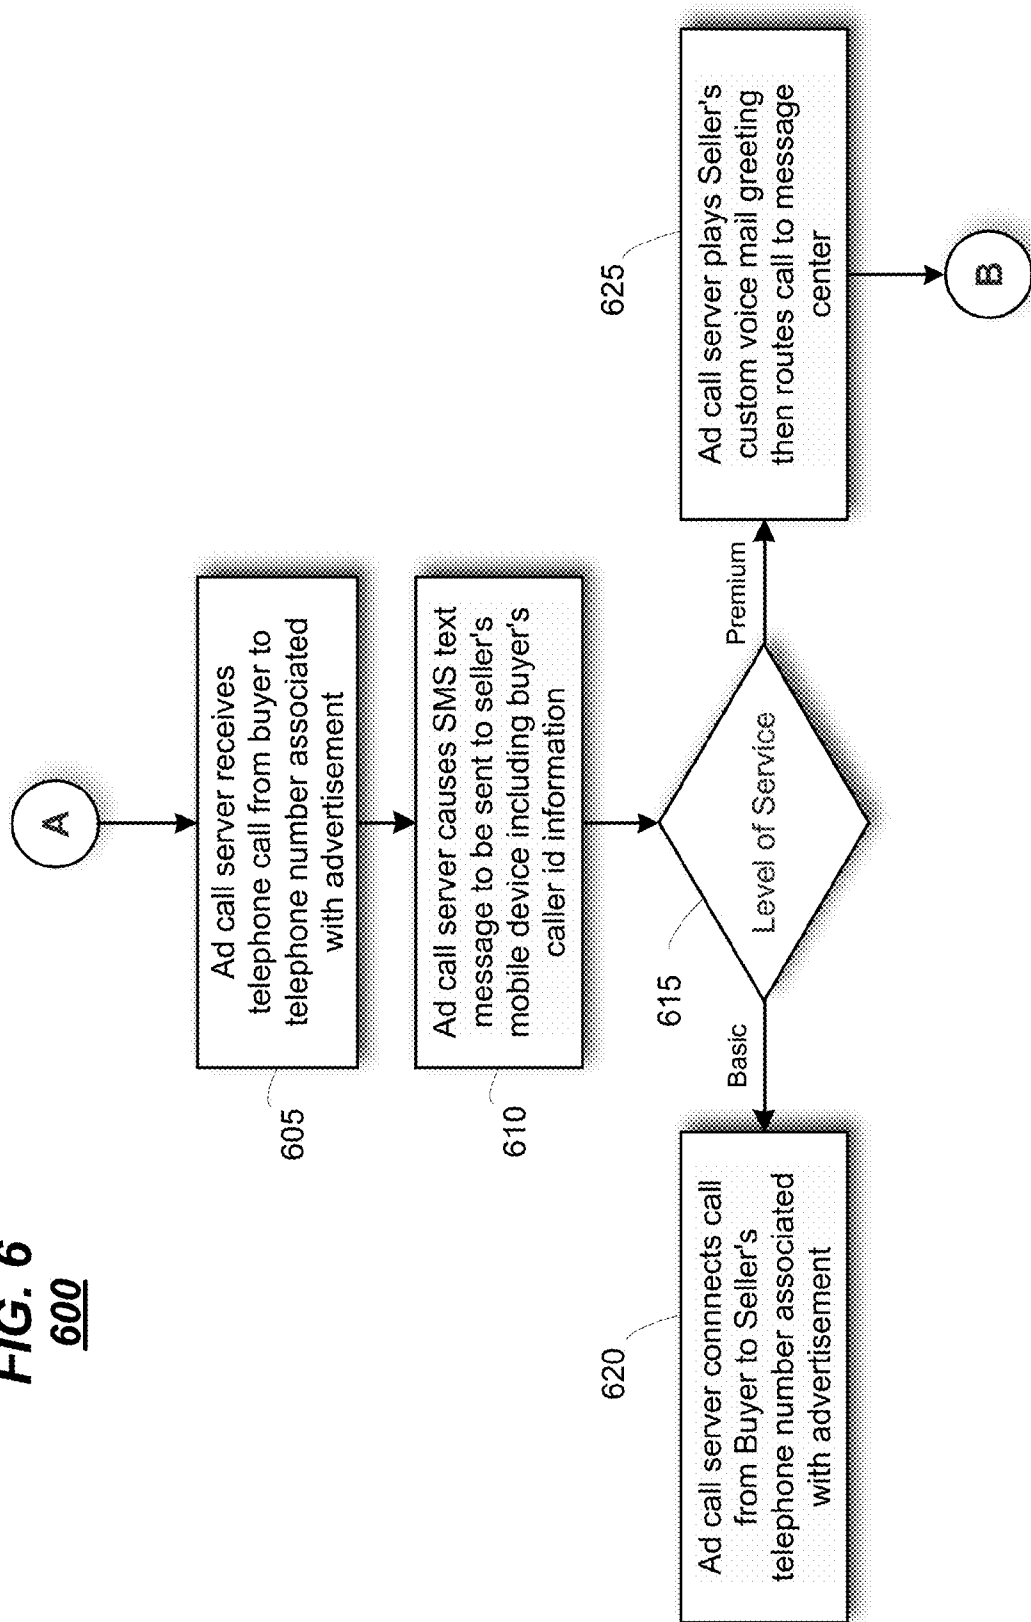 FIG. 6
600
A
Ad call server receives
telephone call from buyer to
telephone number associated
with advertisement
605
Ad call server causes SMS text
message to be sent to seller's
mobile device including buyer's
caller id information
610
Level of Service
615
Basic
Premium
Ad call server connnects call
from Buyer to Seller's
telephone number associated
with advertisement
620
Ad call server plays Seller's
custom voice mail greeting
then routes call to message
center
625
B